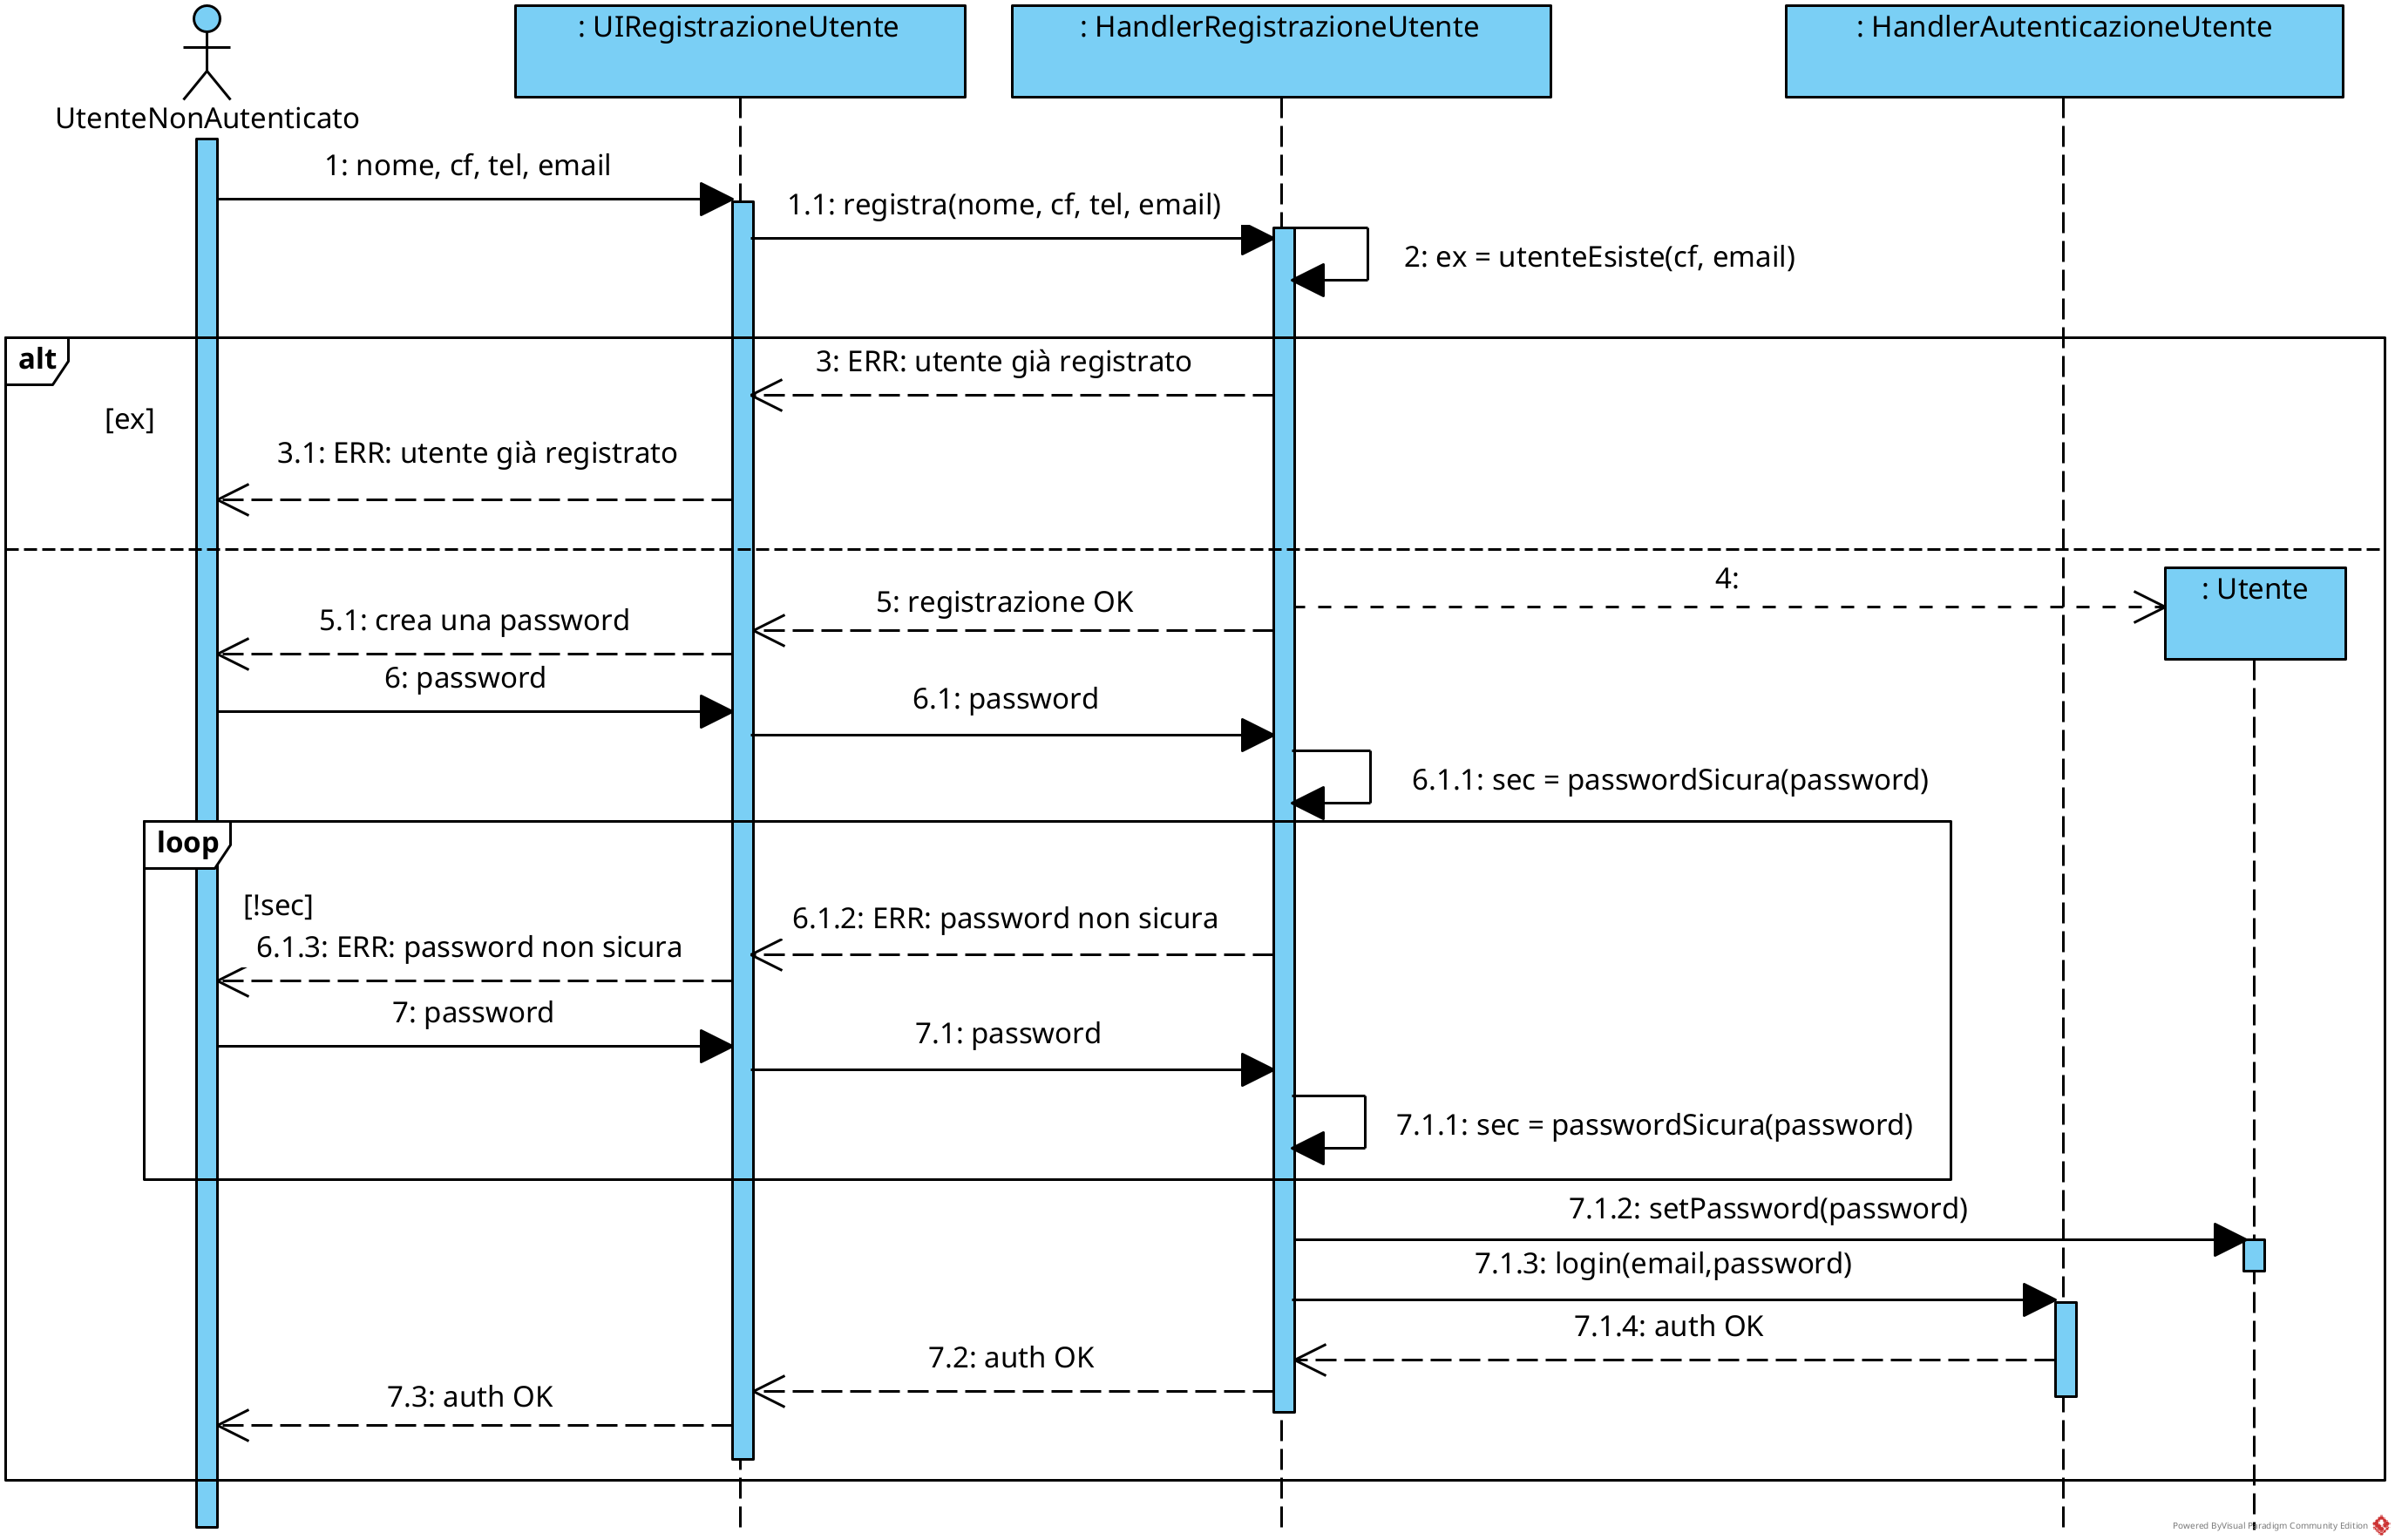 : UIRegistrazioneUtente
: HandlerRegistrazioneUtente
: HandlerAutenticazioneUtente
UtenteNonAutenticato
1: nome, cf, tel, email
1.1: registra(nome, cf, tel, email)
2: ex = utenteEsiste(cf, email)
alt
3: ERR: utente già registrato
[ex]
3.1: ERR: utente già registrato
4:
: Utente
5: registrazione OK
5.1: crea una password
6: password
6.1: password
6.1.1: sec = passwordSicura(password)
loop
[!sec]
6.1.2: ERR: password non sicura
6.1.3: ERR: password non sicura
7: password
7.1: password
7.1.1: sec = passwordSicura(password)
7.1.2: setPassword(password)
7.1.3: login(email,password)
7.1.4: auth OK
7.2: auth OK
7.3: auth OK
Powered ByVisual Paradigm Community Edition